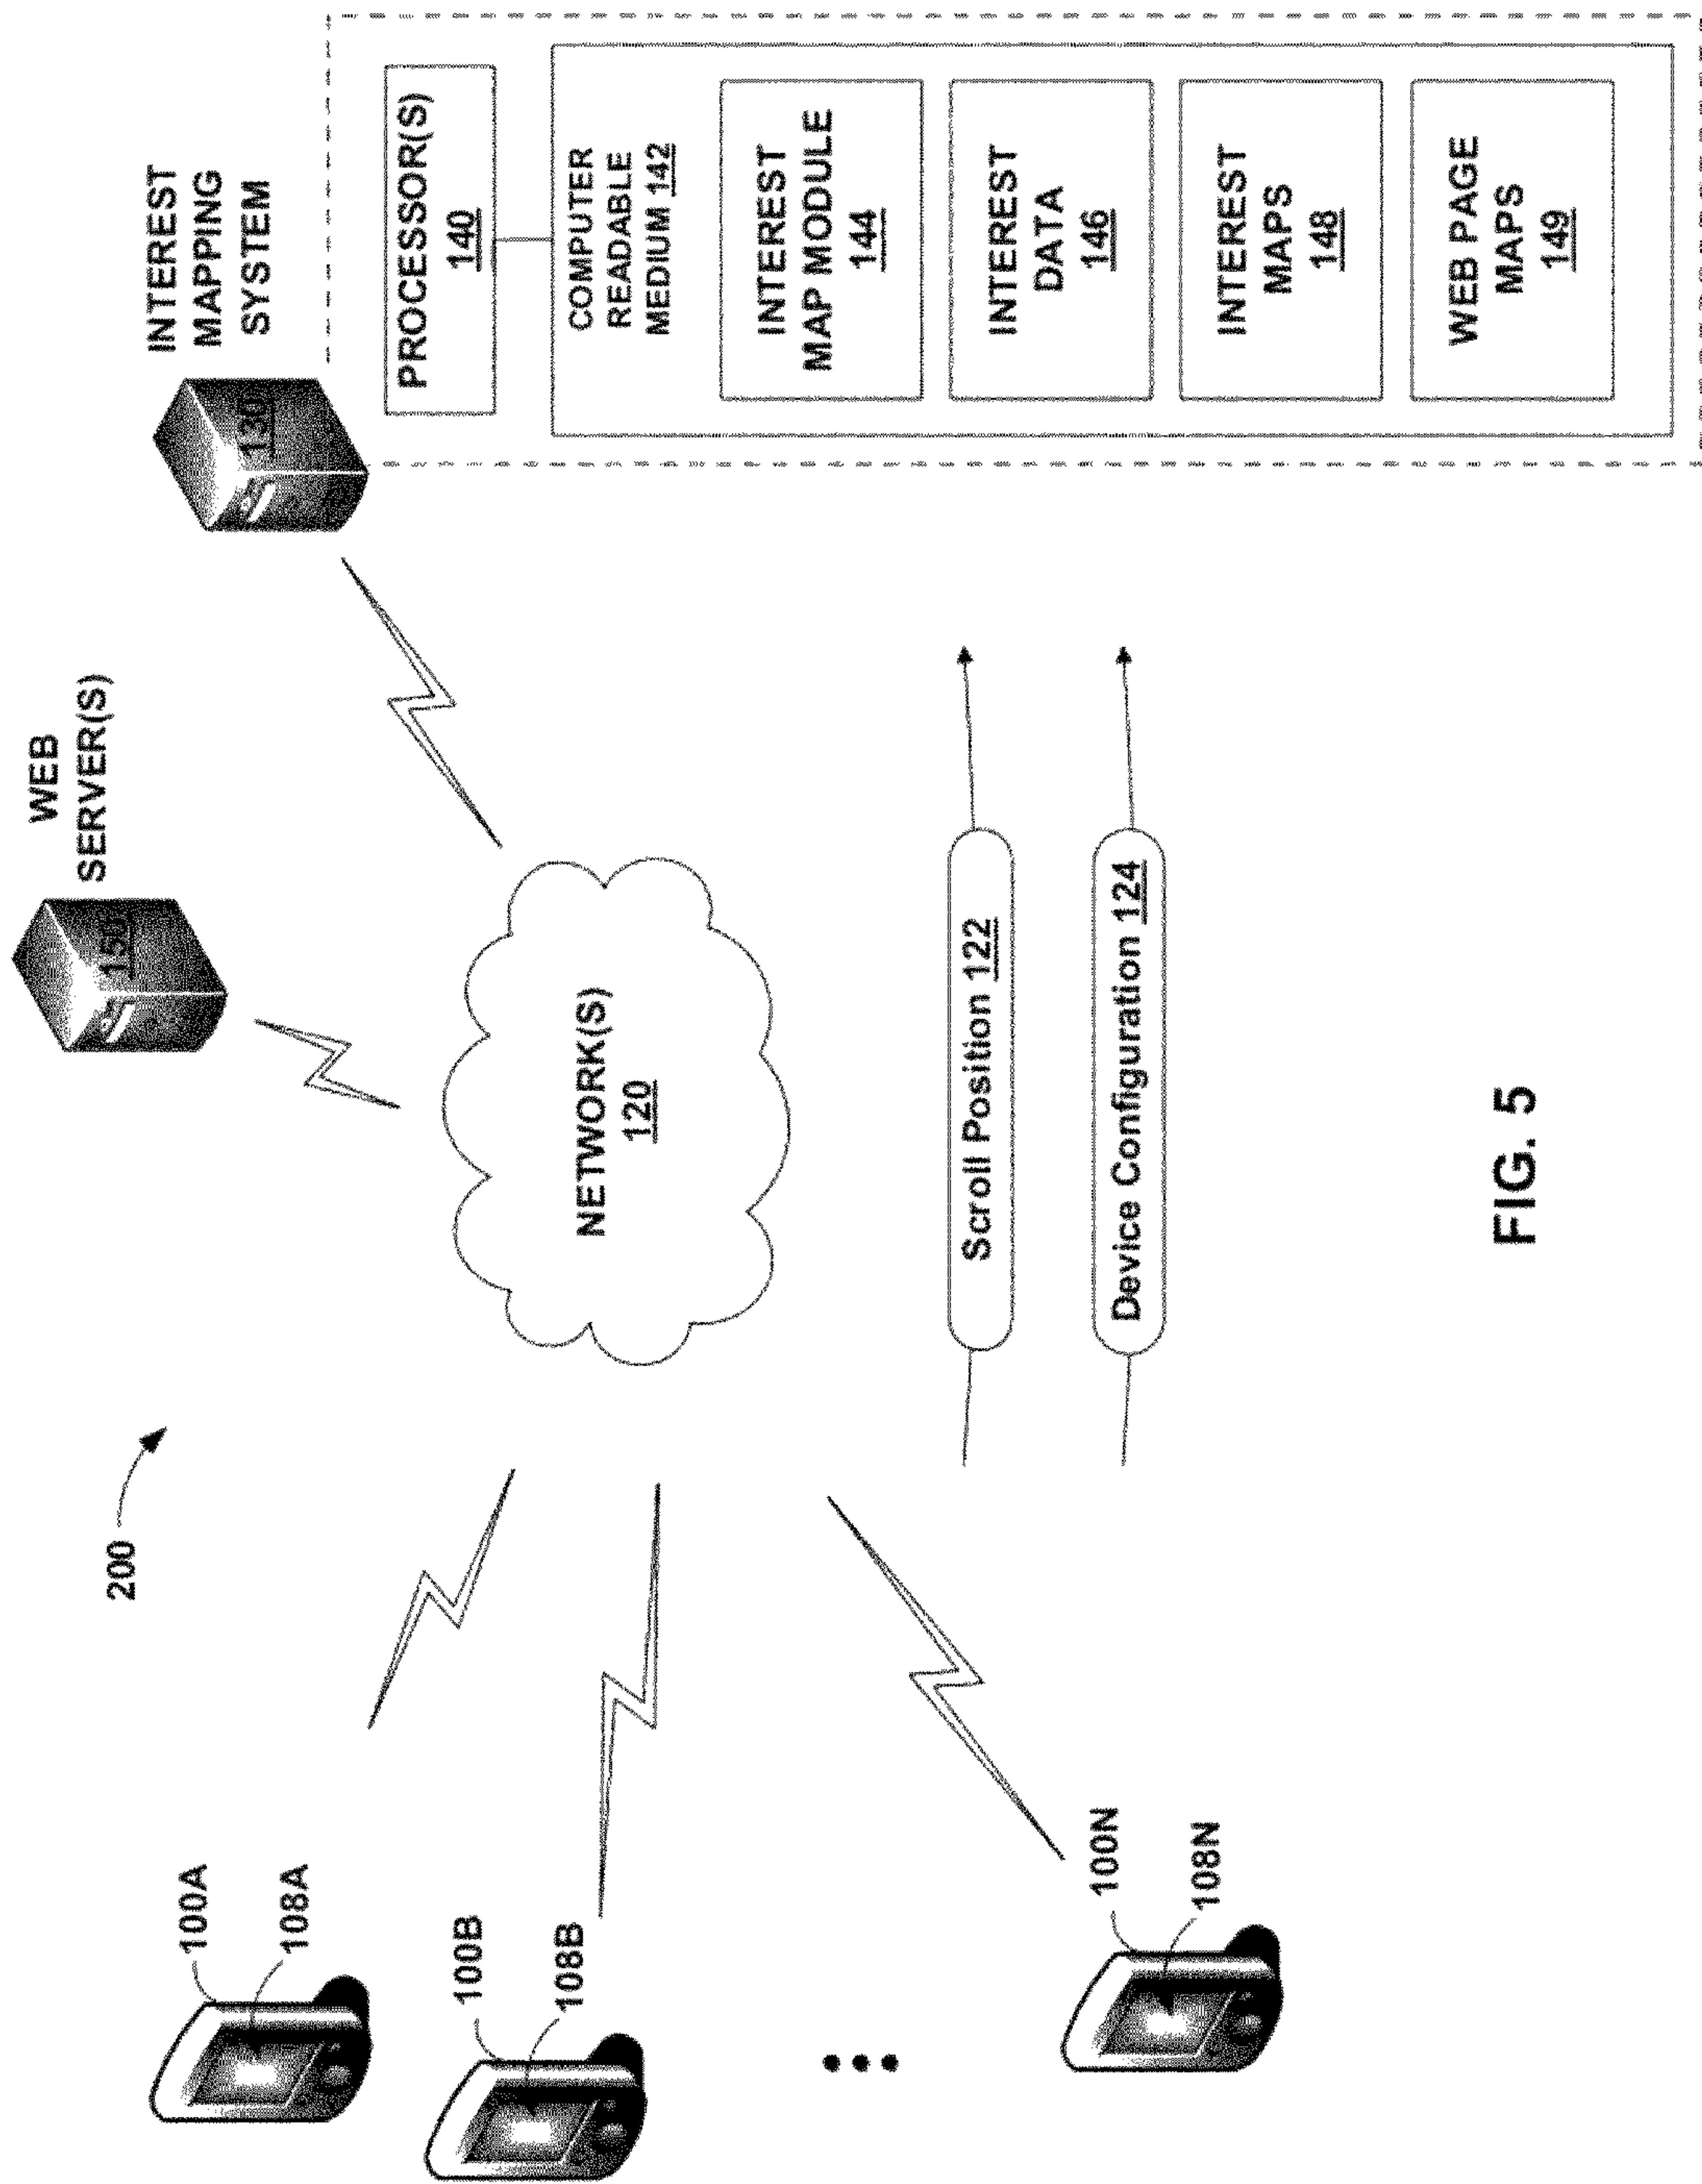 200
WEB
SERVER(S)
150
INTEREST
MAPPING
SYSTEM
130
100A
108A
100B
108B
100N
108N
NETWORK(S)
120
Scroll Position 122
Device Configuration 124
PROCESSOR(S)
140
COMPUTER
READABLE
MEDIUM 142
INTEREST
MAP MODULE
144
INTEREST
DATA
146
INTEREST
MAPS
148
WEB PAGE
MAPS
149
FIG. 5